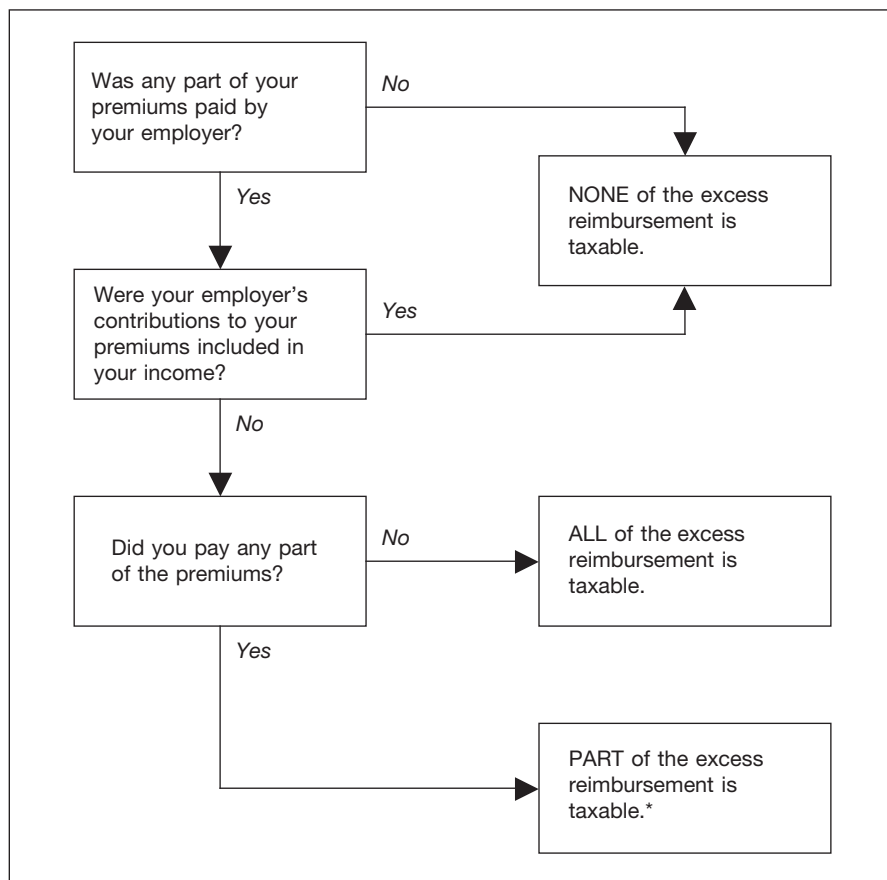 Was any part of your
premiums paid by
your employer?
No
Yes
NONE of the excess
reimbursement is
taxable.
Were your employer’s
contributions to your
premiums included in
your income?
Yes
No
Did you pay any part
of the premiums?
No
ALL of the excess
reimbursement is
taxable.
Yes
PART of the excess
reimbursement is
taxable.*